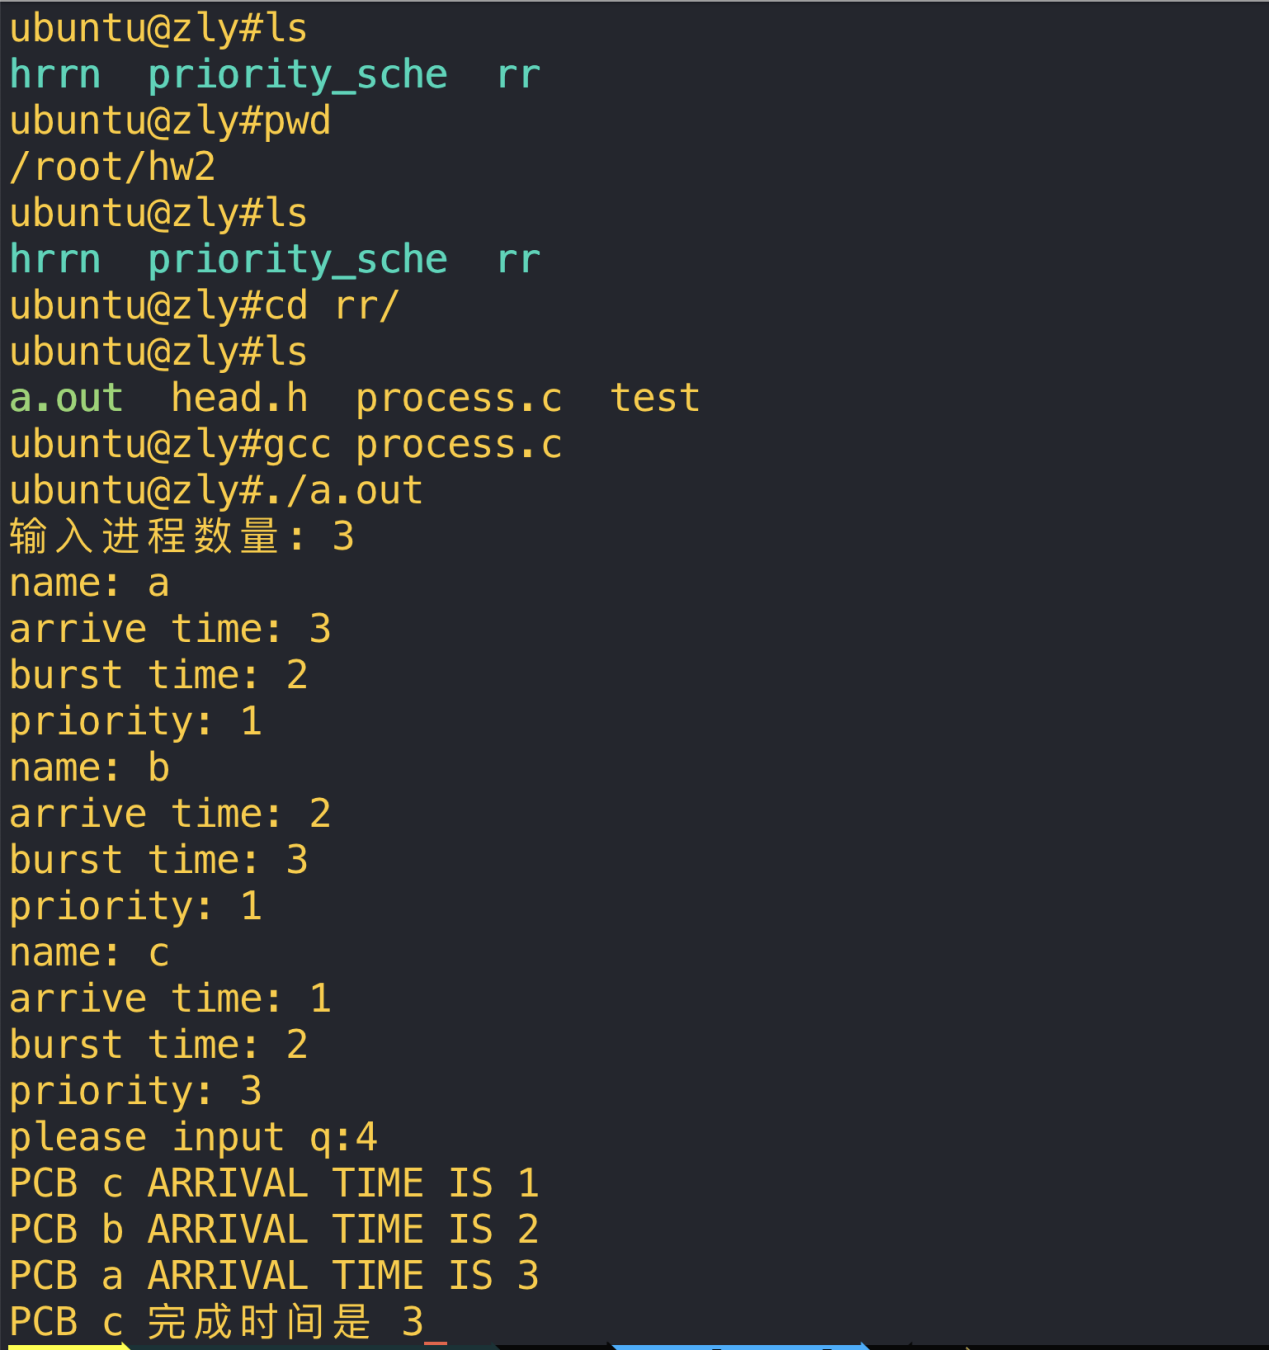 ubuntu@zly#ls
hrrn  priority_sche  rr
ubuntu@zly#pwd
/root/hw2
ubuntu@zly#ls
hrrn  priority_sche  rr
ubuntu@zly#cd rr/
ubuntu@zly#ls
a.out  head.h  process.c  test
ubuntu@zly#gcc process.c
ubuntu@zly#./a.out
输入进程数量: 3
name: a
arrive time: 3
burst time: 2
priority: 1
name: b
arrive time: 2
burst time: 3
priority: 1
name: c
arrive time: 1
burst time: 2
priority: 3
please input q:4
PCB c ARRIVAL TIME IS 1
PCB b ARRIVAL TIME IS 2
PCB a ARRIVAL TIME IS 3
PCB c 完成时间是 3